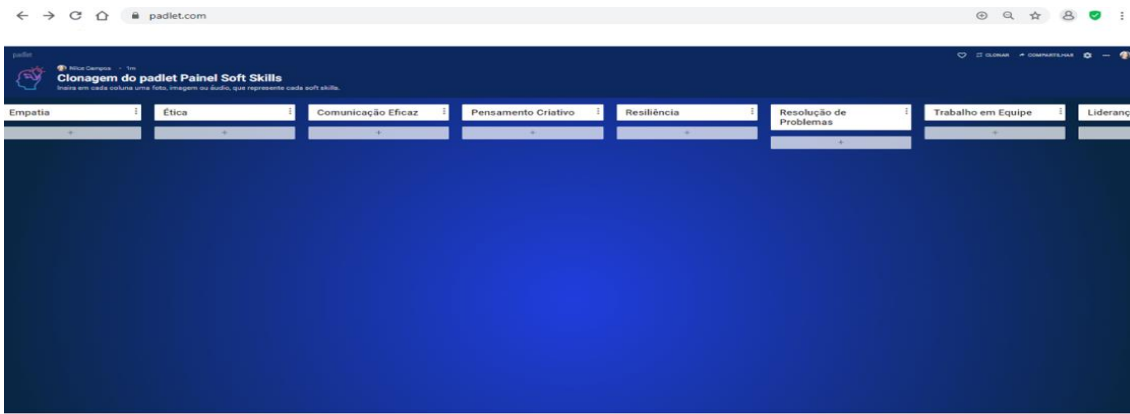 padlet.com
padlet
Nilce Campos • 1m
Clonagem do padlet Painel Soft Skills
Insira em cada coluna uma foto, imagem ou áudio, que represente cada soft skills.
CLONAR COMPARTILHAR
Empatia
Ética
Comunicação Eficaz
Pensamento Criativo
Resiliência
Resolução de
Problemas
Trabalho em Equipe
Lideranç